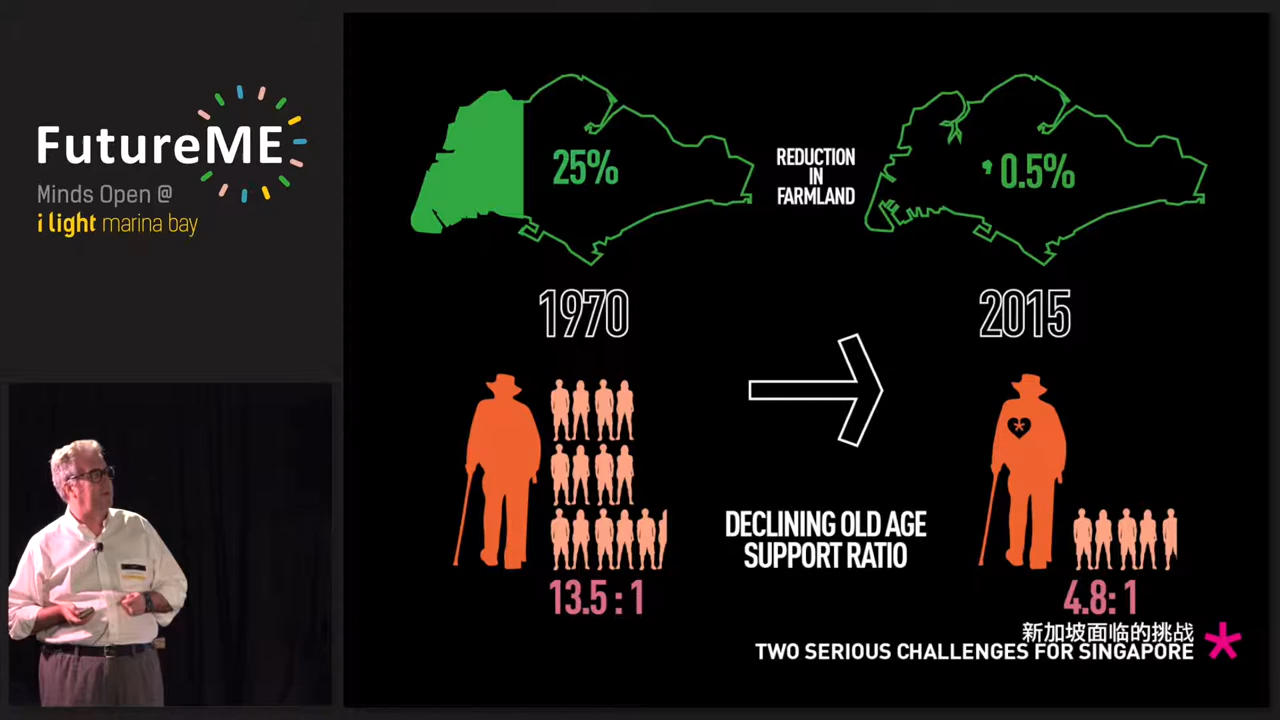 FutureME
Minds Open @
i light marina bay
25%
REDUCTION
IN
FARMLAND
0.5%
1970
2015
DECLINING OLD AGE
SUPPORT RATIO
13.5 : 1
4.8: 1
新加坡面临的挑战
TWO SERIOUS CHALLENGES FOR SINGAPORE